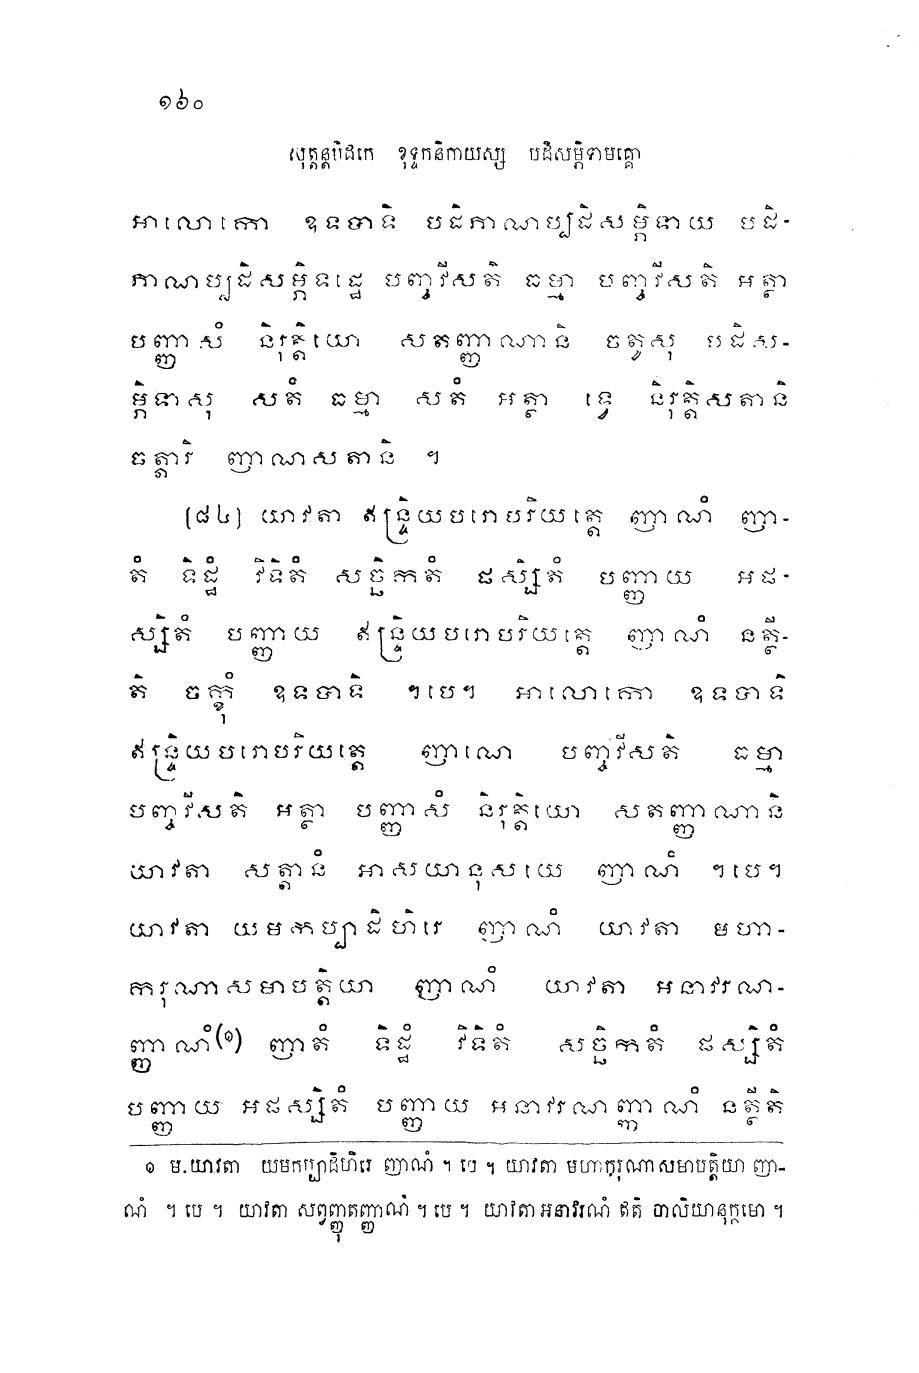 ១៦០
សុត្តន្តបិដកេ ខុទ្ទកនិកាយស្ស បដិសម្ភិទាមគ្គោ
អាលោកោ ឧទបាទិ បដិភាណប្បដិសម្ភិទាយ បដិ-
ភាណប្បដិសម្ភិទដ្ឋេ បញ្ចវីសតិ ធម្មា បញ្ចវីសតិ អត្ថា
បញ្ញាសំ និរុត្តិយោ សតញ្ញាណានិ ចតូសុ បដិស-
ម្ភិទាសុ សតំ ធម្មា សតំ អត្ថា ទ្វេ និរុត្តិសតានិ
ចត្តារិ ញាណសតានិ ។
(៨៤) យាវតា ឥន្ទ្រិយបរោបរិយត្តេ ញាណំ ញា-
តំ ទិដ្ឋំ វិទិតំ សច្ឆិកតំ ផស្សិតំ បញ្ញាយ អផ-
ស្សិតំ បញ្ញាយ ឥន្ទ្រិយបរោបរិយត្តេ ញាណំ នត្ថី-
តិ ចក្ខុំ ឧទបាទិ ។បេ។ អាលោកោ ឧទបាទិ
ឥន្ទ្រិយបរោបរិយត្តេ ញាណេ បញ្ចវីសតិ ធម្មា
បញ្ចវីសតិ អត្ថា បញ្ញាសំ និរុត្តិយោ សតញ្ញាណានិ
យាវតា សត្តានំ អាសយានុសយេ ញាណំ ។បេ។
យាវតា យមកប្បាដិហិរេ ញាណំ យាវតា មហា-
ករុណាសមាបត្តិយា ញាណំ យាវតា អនាវរណ-
ញ្ញាណំ(១) ញាតំ ទិដ្ឋំ វិទិតំ សច្ឆិកតំ ផស្សិតំ
បញ្ញាយ អផស្សិតំ បញ្ញាយ អនាវរណញ្ញាណំ នត្ថីតិ
១ ម.យាវតា យមកប្បាដិហិរេ ញាណំ ។ បេ ។ យាវតា មហាករុណាសមាបត្តិយា ញា-
ណំ ។ បេ ។ យាវតា សព្វញ្ញុតញ្ញាណំ ។ បេ ។ យាវតា អនាវរណំ ឥតិ បាលិយានុក្កមោ ។